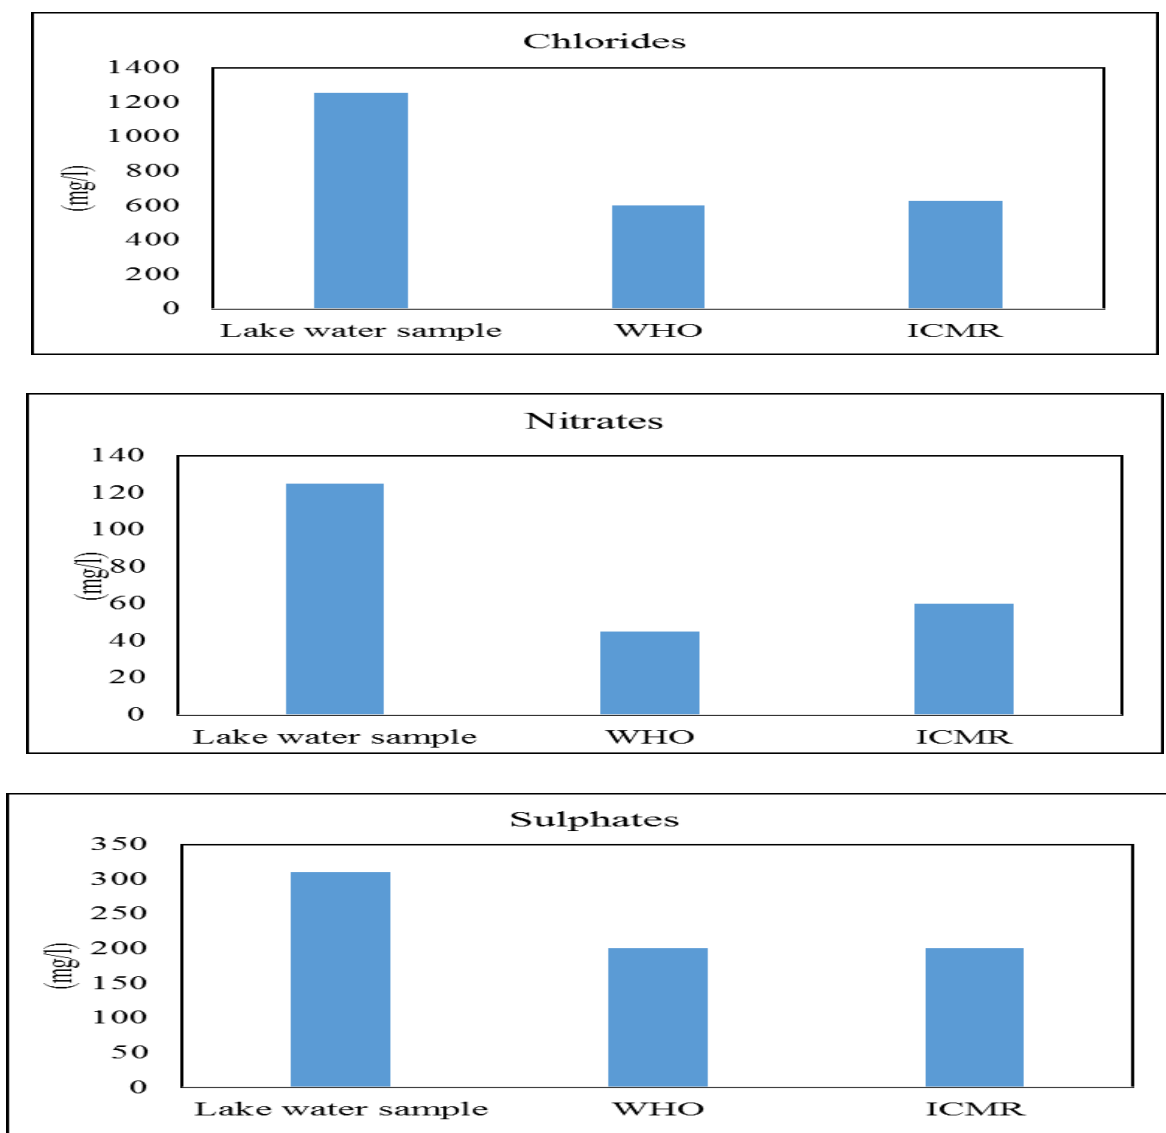 Chlorides
1400
1200
1000
800
600
400
200
0
(mg/l)
Lake water sample WHO ICMR
Nitrates
140
120
100
80
60
40
20
0
(mg/l)
Lake water sample WHO ICMR
Sulphates
350
300
250
200
150
100
50
0
(mg/l)
Lake water sample WHO ICMR